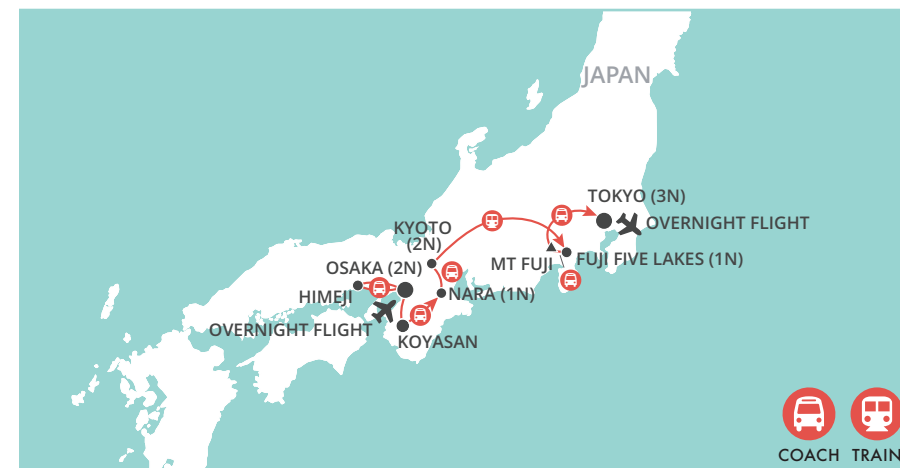 JAPAN
TOKYO (3N)
OVERNIGHT FLIGHT
KYOTO
(2N)
MT FUJI
FUJI FIVE LAKES (1N)
OSAKA (2N)
HIMEJI
NARA (1N)
OVERNIGHT FLIGHT
KOYASAN
COACH TRAIN